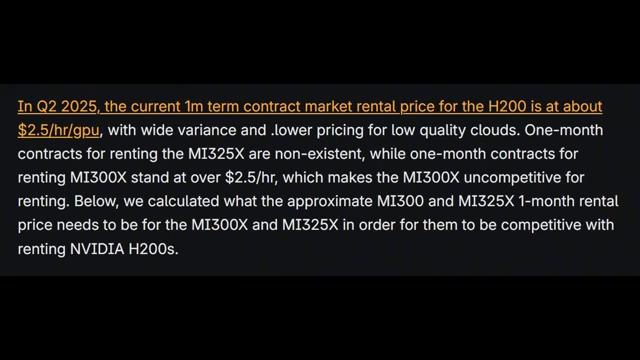 In Q2 2025, the current 1m term contract market rental price for the H200 is at about
$2.5/hr/gpu, with wide variance and .lower pricing for low quality clouds. One-month
contracts for renting the MI325X are non-existent, while one-month contracts for
renting MI300X stand at over $2.5/hr, which makes the MI300X uncompetitive for
renting. Below, we calculated what the approximate MI300 and MI325X 1-month rental
price needs to be for the MI300X and MI325X in order for them to be competitive with
renting NVIDIA H200s.